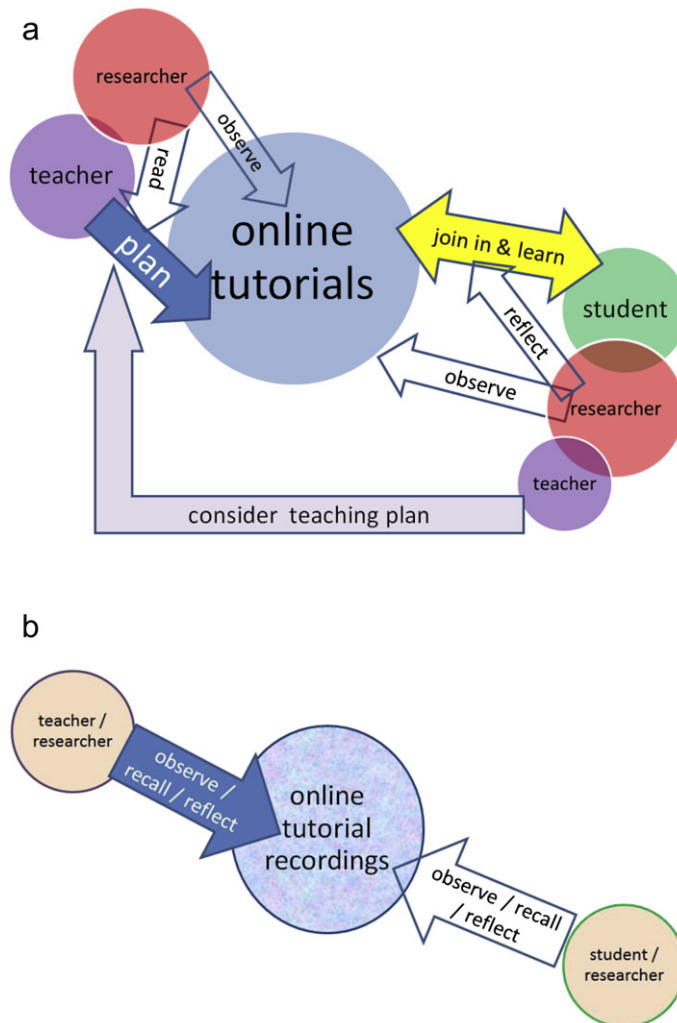 a
researcher
observe
read
teacher
plan
online
tutorials
join in & learn
student
reflect
observe
researcher
teacher
consider teaching plan
b
teacher /
researcher
observe /
recall / reflect
online
tutorial
recordings
observe / recall
/ reflect
student /
researcher